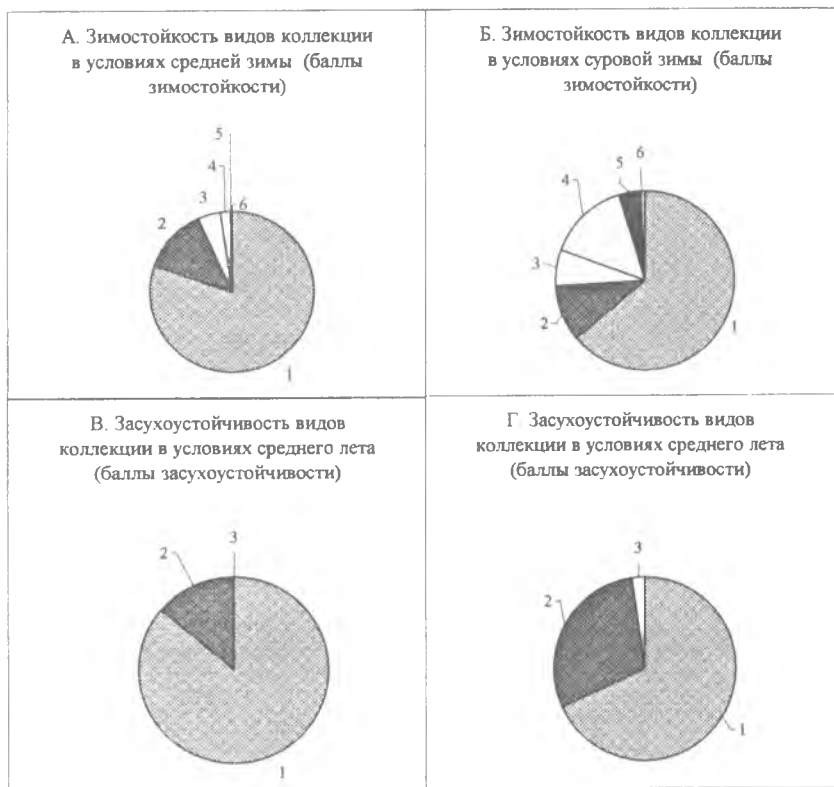 А. Зимостойкость видов коллекции
в условиях средней зимы (баллы
зимостойкости)
5
4
3
6
2
1
Б. Зимостойкость видов коллекции
в условиях суровой зимы (баллы
зимостойкости)
6
5
4
3
2
1
В. Засухоустойчивость видов
коллекции в условиях среднего лета
(баллы засухоустойчивости)
3
2
1
Г. Засухоустойчивость видов
коллекции в условиях среднего лета
(баллы засухоустойчивости)
3
2
1